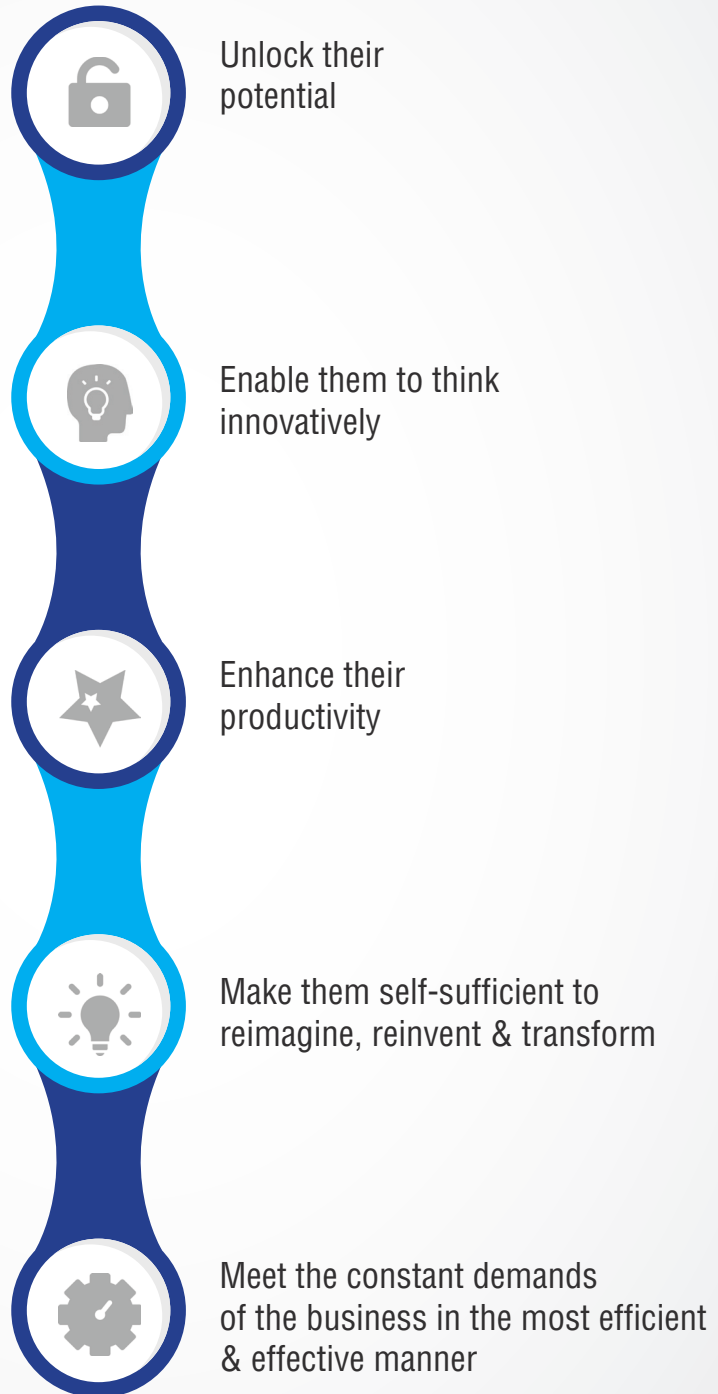 Unlock their
potential
Enable them to think
innovatively
Enhance their
productivity
Make them self-sufficient to
reimagine, reinvent & transform
Meet the constant demands
of the business in the most efficient
& effective manner